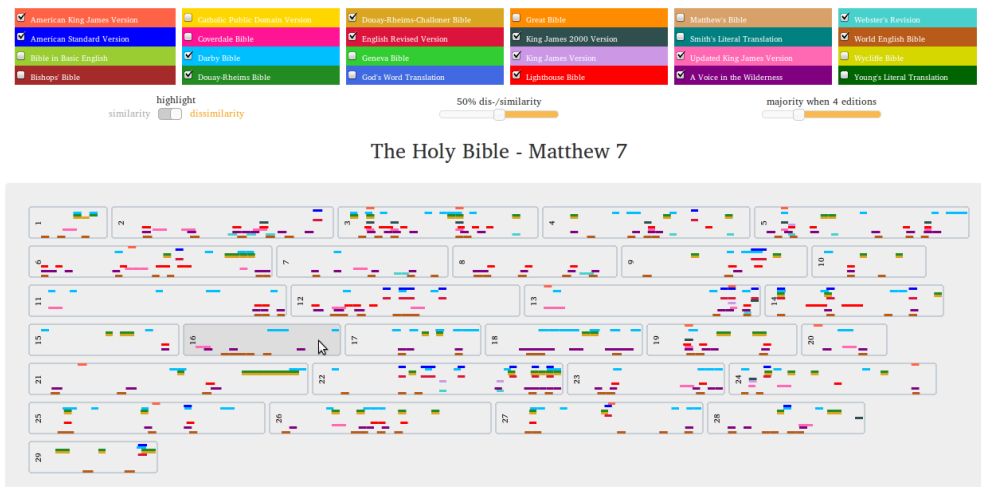 American King James Version Catholic Public Domain Version Douay-Rheims-Challoner Bible Great Bible Matthew's Bible Webster's Revision
American Standard Version Coverdale Bible English Revised Version King James 2000 Version Smith's Literal Translation World English Bible
Bible in Basic English Darby Bible Geneva Bible King James Version Updated King James Version Wycliffe Bible
Bishops' Bible Douay-Rheims Bible God's Word Translation Lighthouse Bible A Voice in the Wilderness Young's Literal Translation
highlight 50% dis-/similarity majority when 4 editions
similarity dissimilarity
The Holy Bible - Matthew 7
1 2 3 4 5
6 7 8 9 10
11 12 13 14
15 16 17 18 19 20
21 22 23 24
25 26 27 28
29